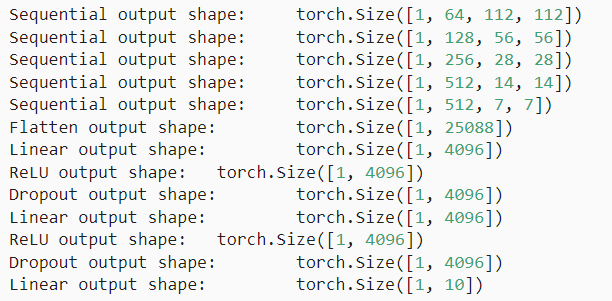 Sequential output shape:     torch.Size([1, 64, 112, 112])
Sequential output shape:     torch.Size([1, 128, 56, 56])
Sequential output shape:     torch.Size([1, 256, 28, 28])
Sequential output shape:     torch.Size([1, 512, 14, 14])
Sequential output shape:     torch.Size([1, 512, 7, 7])
Flatten output shape:        torch.Size([1, 25088])
Linear output shape:         torch.Size([1, 4096])
ReLU output shape:   torch.Size([1, 4096])
Dropout output shape:        torch.Size([1, 4096])
Linear output shape:         torch.Size([1, 4096])
ReLU output shape:   torch.Size([1, 4096])
Dropout output shape:        torch.Size([1, 4096])
Linear output shape:         torch.Size([1, 10])